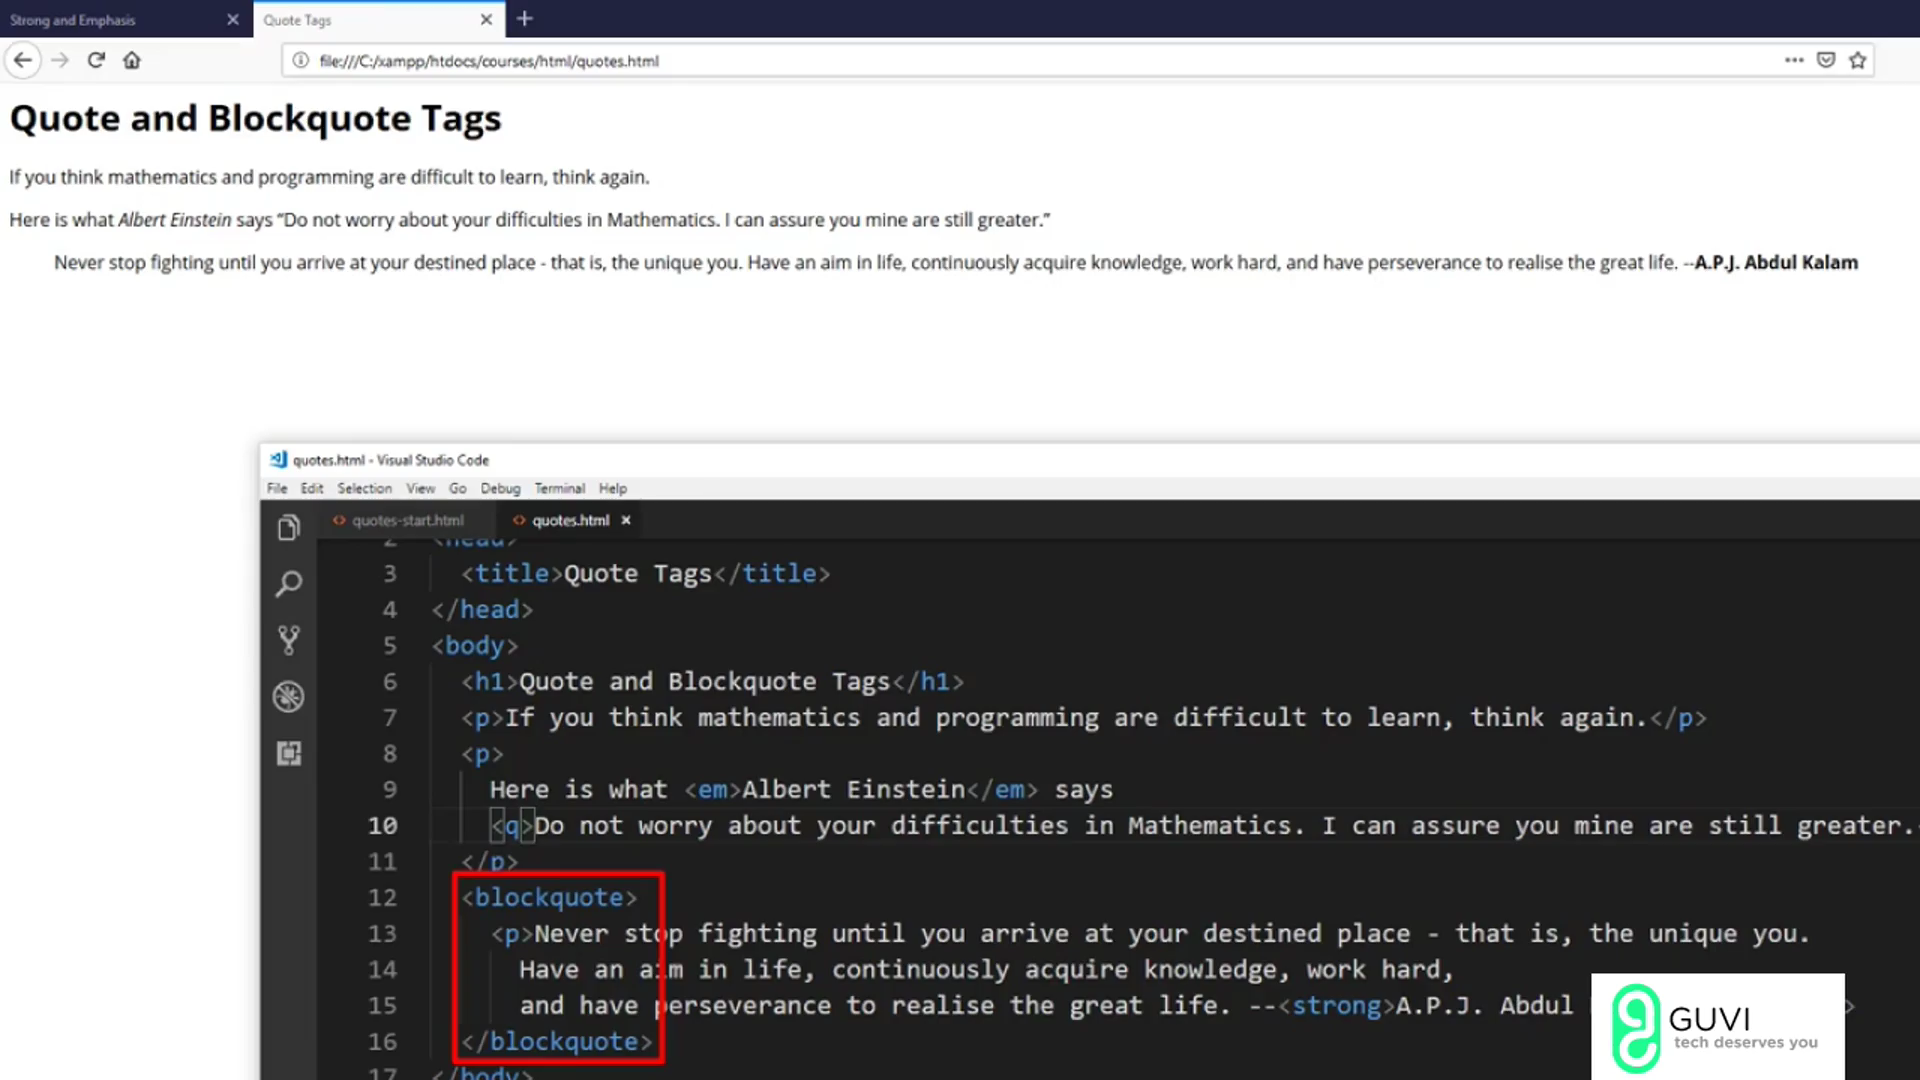 Strong and Emphasis
Quote Tags
file:///C:/xampp/htdocs/courses/html/quotes.html
Quote and Blockquote Tags
If you think mathematics and programming are difficult to learn, think again.
Here is what Albert Einstein says “Do not worry about your difficulties in Mathematics. I can assure you mine are still greater.”
Never stop fighting until you arrive at your destined place - that is, the unique you. Have an aim in life, continuously acquire knowledge, work hard, and have perseverance to realise the great life. --A.P.J. Abdul Kalam
quotes.html - Visual Studio Code
File Edit Selection View Go Debug Terminal Help
quotes-start.html quotes.html
2 <head>
3 <title>Quote Tags</title>
4 </head>
5 <body>
6 <h1>Quote and Blockquote Tags</h1>
7 <p>If you think mathematics and programming are difficult to learn, think again.</p>
8 <p>
9 Here is what <em>Albert Einstein</em> says
10 <q>Do not worry about your difficulties in Mathematics. I can assure you mine are still greater.
11 </p>
12 <blockquote>
13 <p>Never stop fighting until you arrive at your destined place - that is, the unique you.
14 Have an aim in life, continuously acquire knowledge, work hard,
15 and have perseverance to realise the great life. --<strong>A.P.J. Abdul
16 </blockquote>
17 </body>
GUVI
tech deserves you